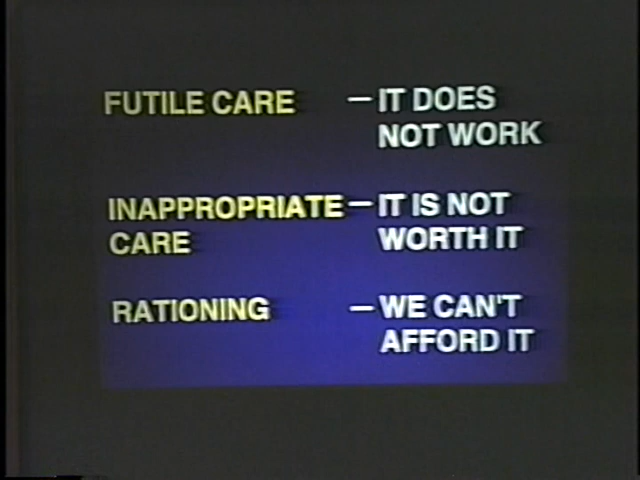 FUTILE CARE — IT DOES
NOT WORK
INAPPROPRIATE — IT IS NOT
CARE WORTH IT
RATIONING — WE CAN'T
AFFORD IT